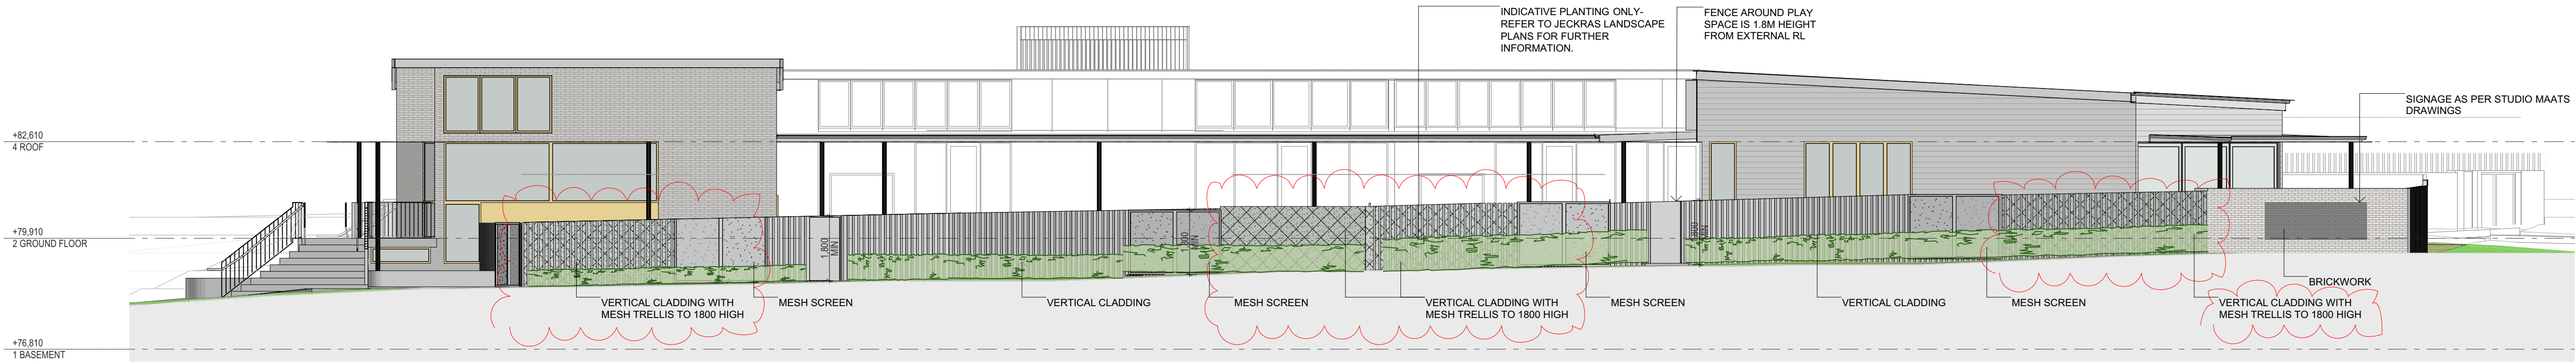 INDICATIVE PLANTING ONLY-
REFER TO JECKRAS LANDSCAPE
PLANS FOR FURTHER
INFORMATION.
FENCE AROUND PLAY
SPACE IS 1.8M HEIGHT
FROM EXTERNAL RL
SIGNAGE AS PER STUDIO MAATS
DRAWINGS
+82,610
4 ROOF
+79,910
2 GROUND FLOOR
1,800
MIN
MIN
MIN
BRICKWORK
VERTICAL CLADDING WITH
MESH TRELLIS TO 1800 HIGH
MESH SCREEN
VERTICAL CLADDING
MESH SCREEN
VERTICAL CLADDING WITH
MESH TRELLIS TO 1800 HIGH
MESH SCREEN
VERTICAL CLADDING
MESH SCREEN
VERTICAL CLADDING WITH
MESH TRELLIS TO 1800 HIGH
+76,810
1 BASEMENT